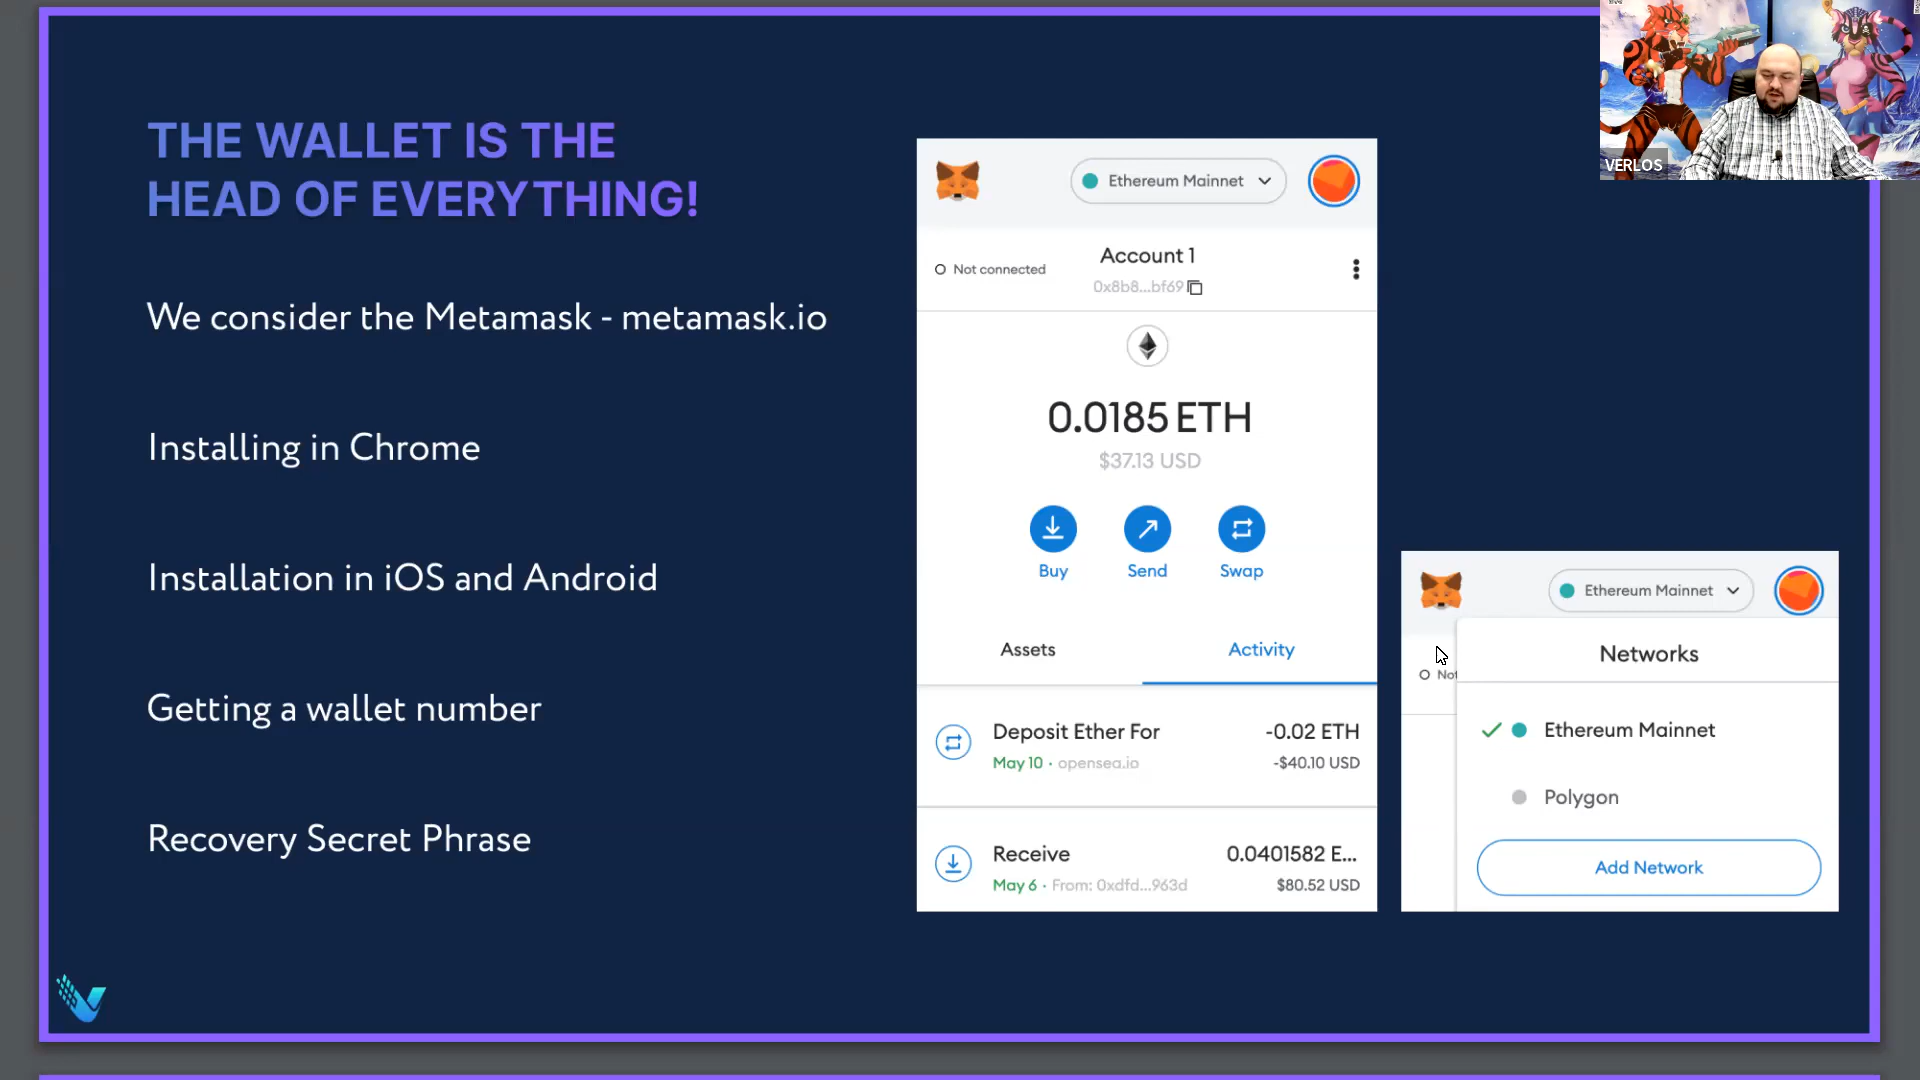 THE WALLET IS THE
HEAD OF EVERYTHING!
We consider the Metamask - metamask.io
Installing in Chrome
Installation in iOS and Android
Getting a wallet number
Recovery Secret Phrase
Ethereum Mainnet
Not connected
Account 1
0x8b8...bf69
0.0185 ETH
$37.13 USD
Buy
Send
Swap
Assets
Activity
Deposit Ether For
-0.02 ETH
May 10 · opensea.io
-$40.10 USD
Receive
0.0401582 E...
May 6 · From: 0xdfd...963d
$80.52 USD
Ethereum Mainnet
Not
Networks
Ethereum Mainnet
Polygon
Add Network
VERLOS